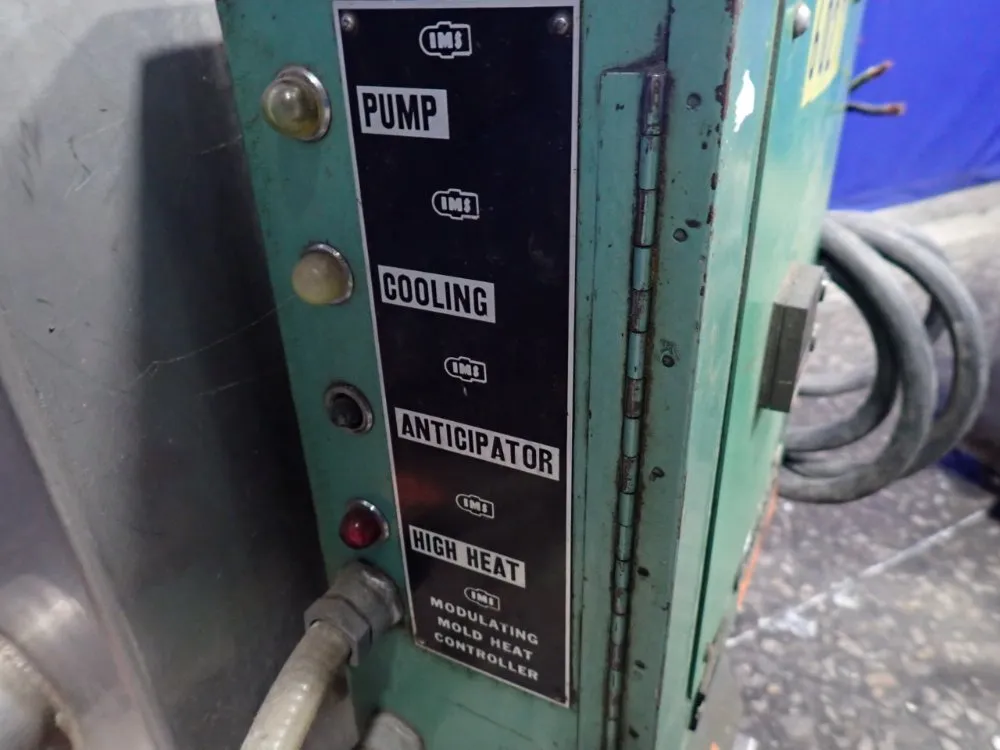 IMS
PUMP
IMS
COOLING
IMS
ANTICIPATOR
IMS
HIGH HEAT
IMS
MODULATING
MOLD HEAT
CONTROLLER